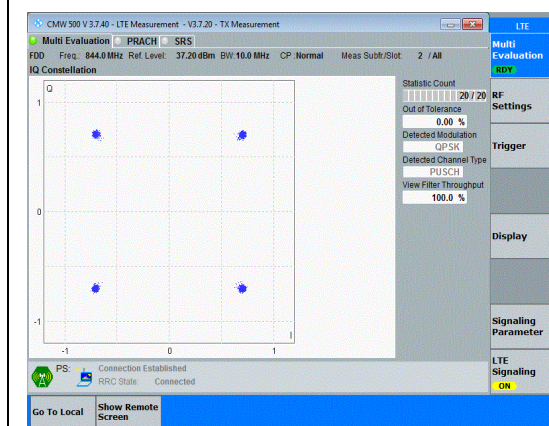 CMW 500 V 3.7.40 - LTE Measurement - V3.7.20 - TX Measurement
LTE
Multi Evaluation PRACH SRS
FDD Freq.: 844.0 MHz Ref. Level: 37.20 dBm BW: 10.0 MHz CP : Normal Meas Subfr./Slot: 2 / All
IQ Constellation
Q
1
0
-1
-1 0 1
I
Statistic Count
20 / 20
Out of Tolerance
0.00 %
Detected Modulation
QPSK
Detected Channel Type
PUSCH
View Filter Throughput
100.0 %
PS:
Connection Established
RRC State: Connected
Multi
Evaluation
RDY
RF
Settings
Trigger
Display
Signaling
Parameter
LTE
Signaling
ON
Go To Local
Show Remote
Screen